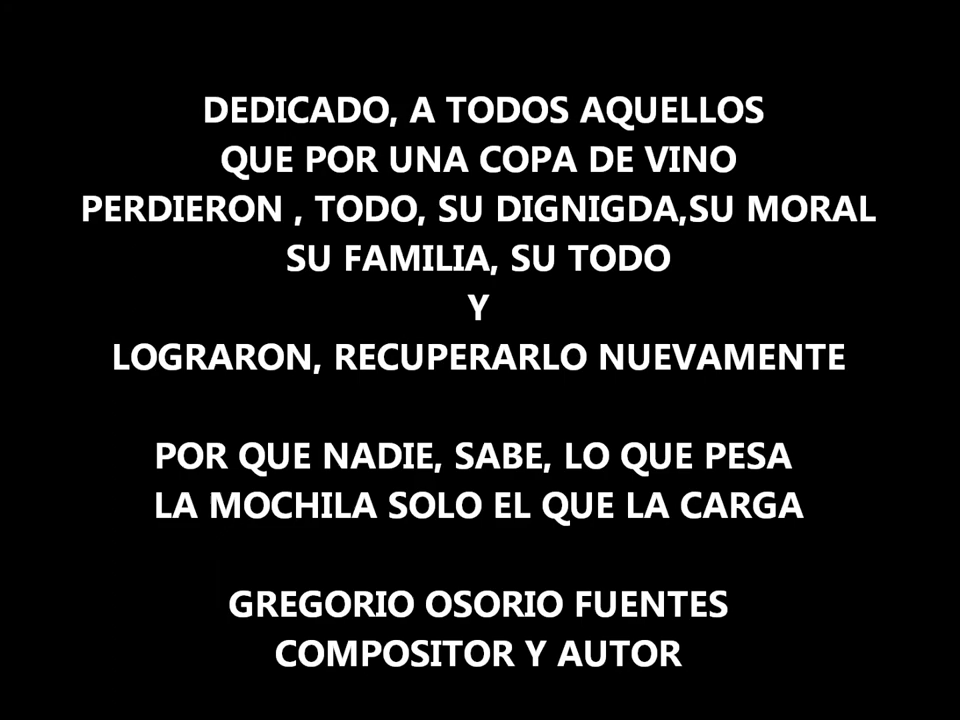 DEDICADO, A TODOS AQUELLOS
QUE POR UNA COPA DE VINO
PERDIERON , TODO, SU DIGNIGDA,SU MORAL
SU FAMILIA, SU TODO
Y
LOGRARON, RECUPERARLO NUEVAMENTE
POR QUE NADIE, SABE, LO QUE PESA
LA MOCHILA SOLO EL QUE LA CARGA
GREGORIO OSORIO FUENTES
COMPOSITOR Y AUTOR